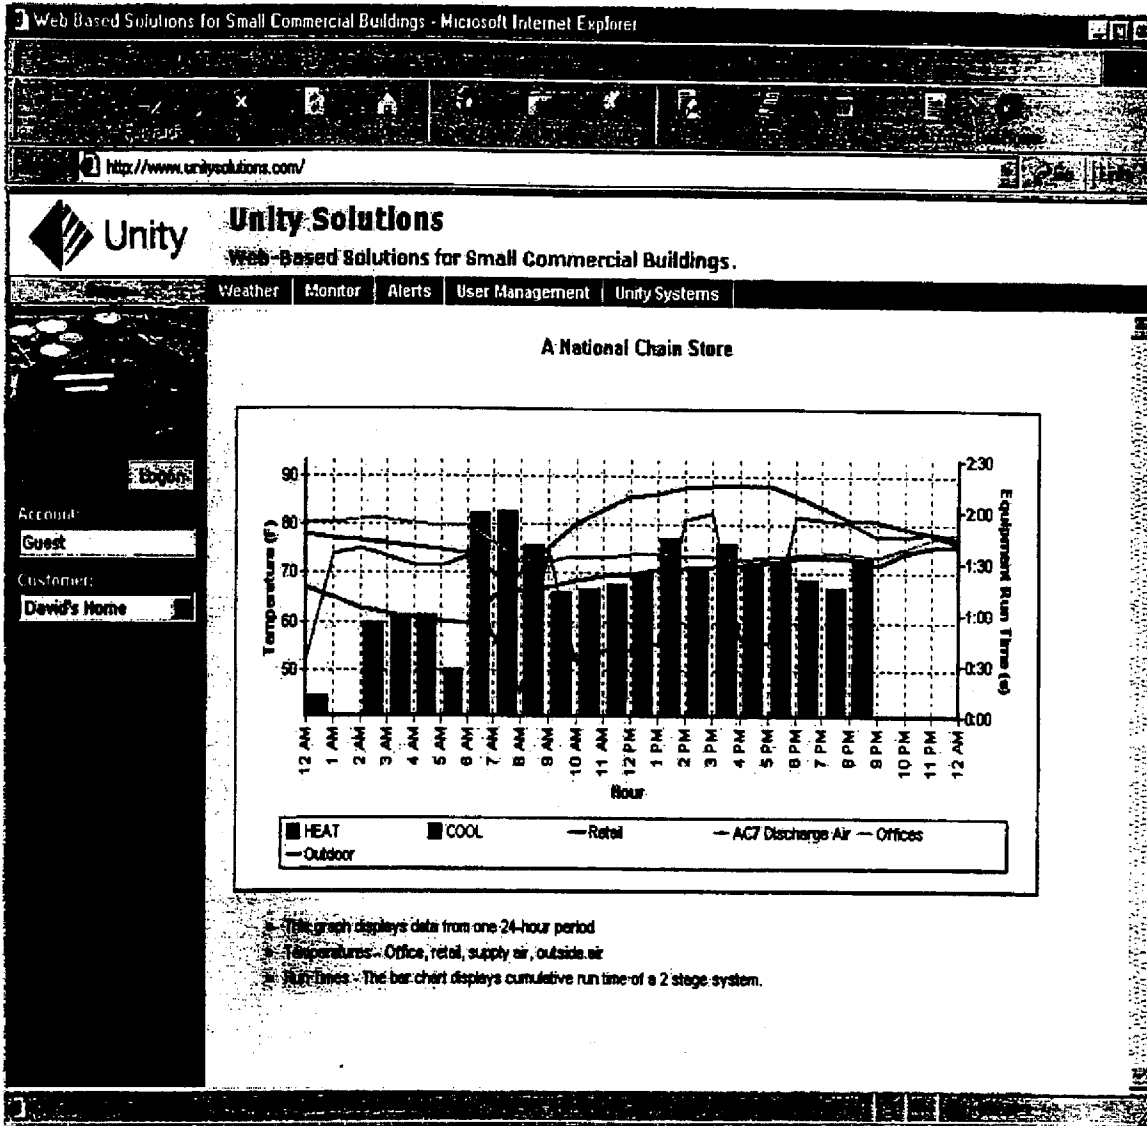 Web Based Solutions for Small Commercial Buildings - Microsoft Internet Explorer
http://www.unitysolutions.com/
Unity
Unity Solutions
Web-Based Solutions for Small Commercial Buildings.
Weather Monitor Alerts User Management Unity Systems
A National Chain Store
Logon
Account:
Guest
Customer:
David's Home
Temperature (F)
90
80
70
60
50
2:30
2:00
1:30
1:00
0:30
0:00
Equipment Run Time (s)
12 AM 1 AM 2 AM 3 AM 4 AM 5 AM 6 AM 7 AM 8 AM 9 AM 10 AM 11 AM 12 PM 1 PM 2 PM 3 PM 4 PM 5 PM 6 PM 7 PM 8 PM 9 PM 10 PM 11 PM 12 AM
Hour
HEAT COOL Retail AC7 Discharge Air Offices
Outdoor
This graph displays data from one 24-hour period
Temperatures - Office, retail, supply air, outside air
Run-Times - The bar chart displays cumulative run time of a 2 stage system.